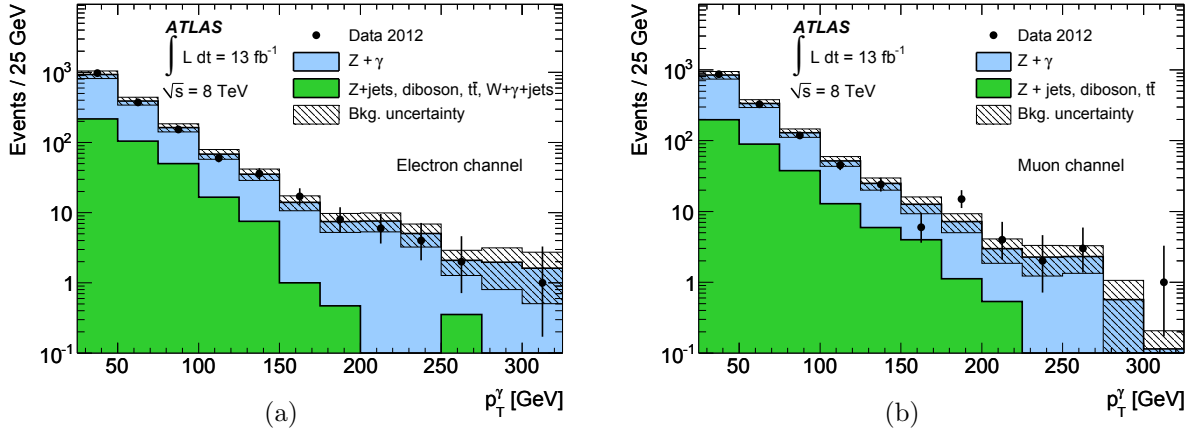 Events / 25 GeV
10³
10²
10
1
10⁻¹
ATLAS
∫ L dt = 13 fb⁻¹
√s = 8 TeV
Data 2012
Z + γ
Z+jets, diboson, tt̄, W+γ+jets
Bkg. uncertainty
Electron channel
50 100 150 200 250 300
p_T^γ [GeV]
(a)
Events / 25 GeV
10³
10²
10
1
10⁻¹
ATLAS
∫ L dt = 13 fb⁻¹
√s = 8 TeV
Data 2012
Z + γ
Z + jets, diboson, tt̄
Bkg. uncertainty
Muon channel
50 100 150 200 250 300
p_T^γ [GeV]
(b)